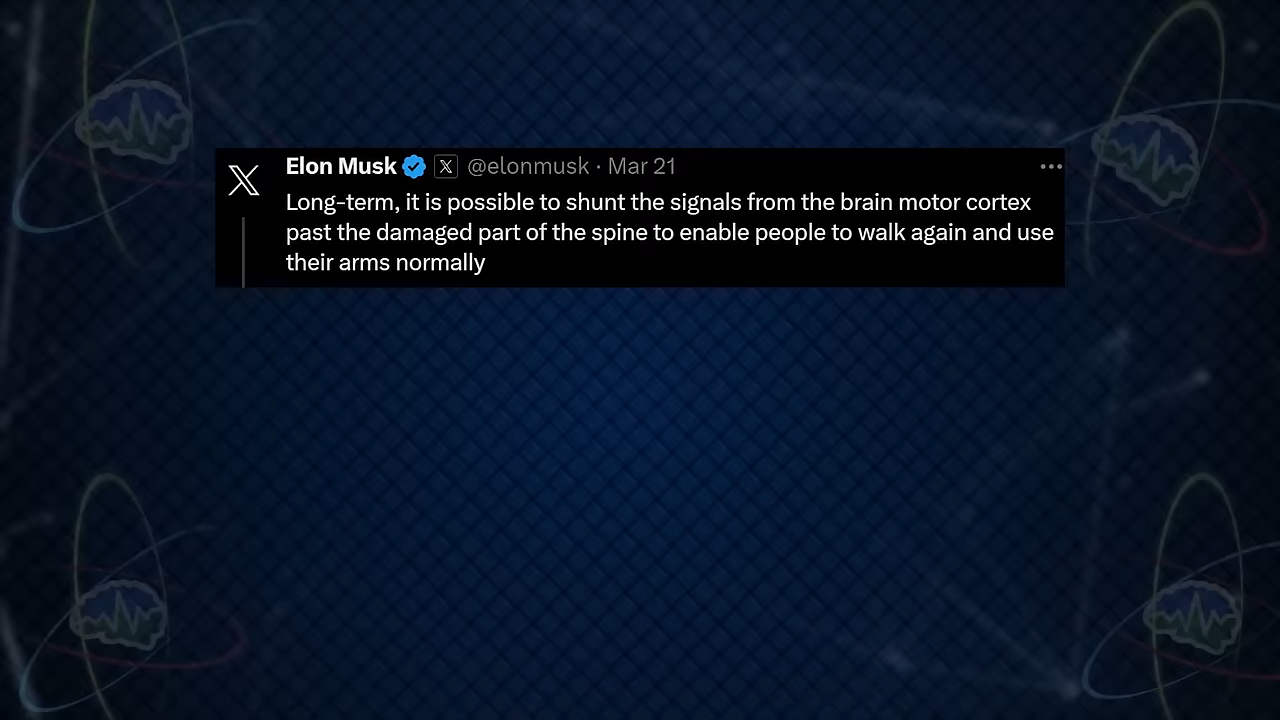 Elon Musk @elonmusk · Mar 21
Long-term, it is possible to shunt the signals from the brain motor cortex
past the damaged part of the spine to enable people to walk again and use
their arms normally